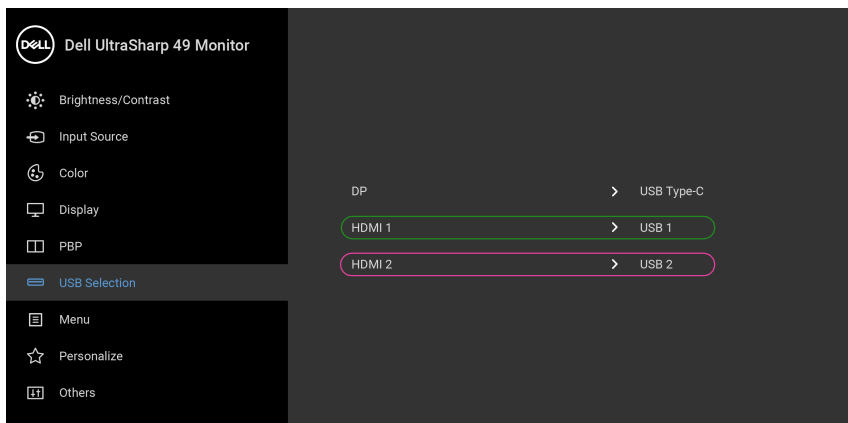 DELL
Dell UltraSharp 49 Monitor
Brightness/Contrast
Input Source
Color
Display
PBP
USB Selection
Menu
Personalize
Others
DP > USB Type-C
HDMI 1 > USB 1
HDMI 2 > USB 2